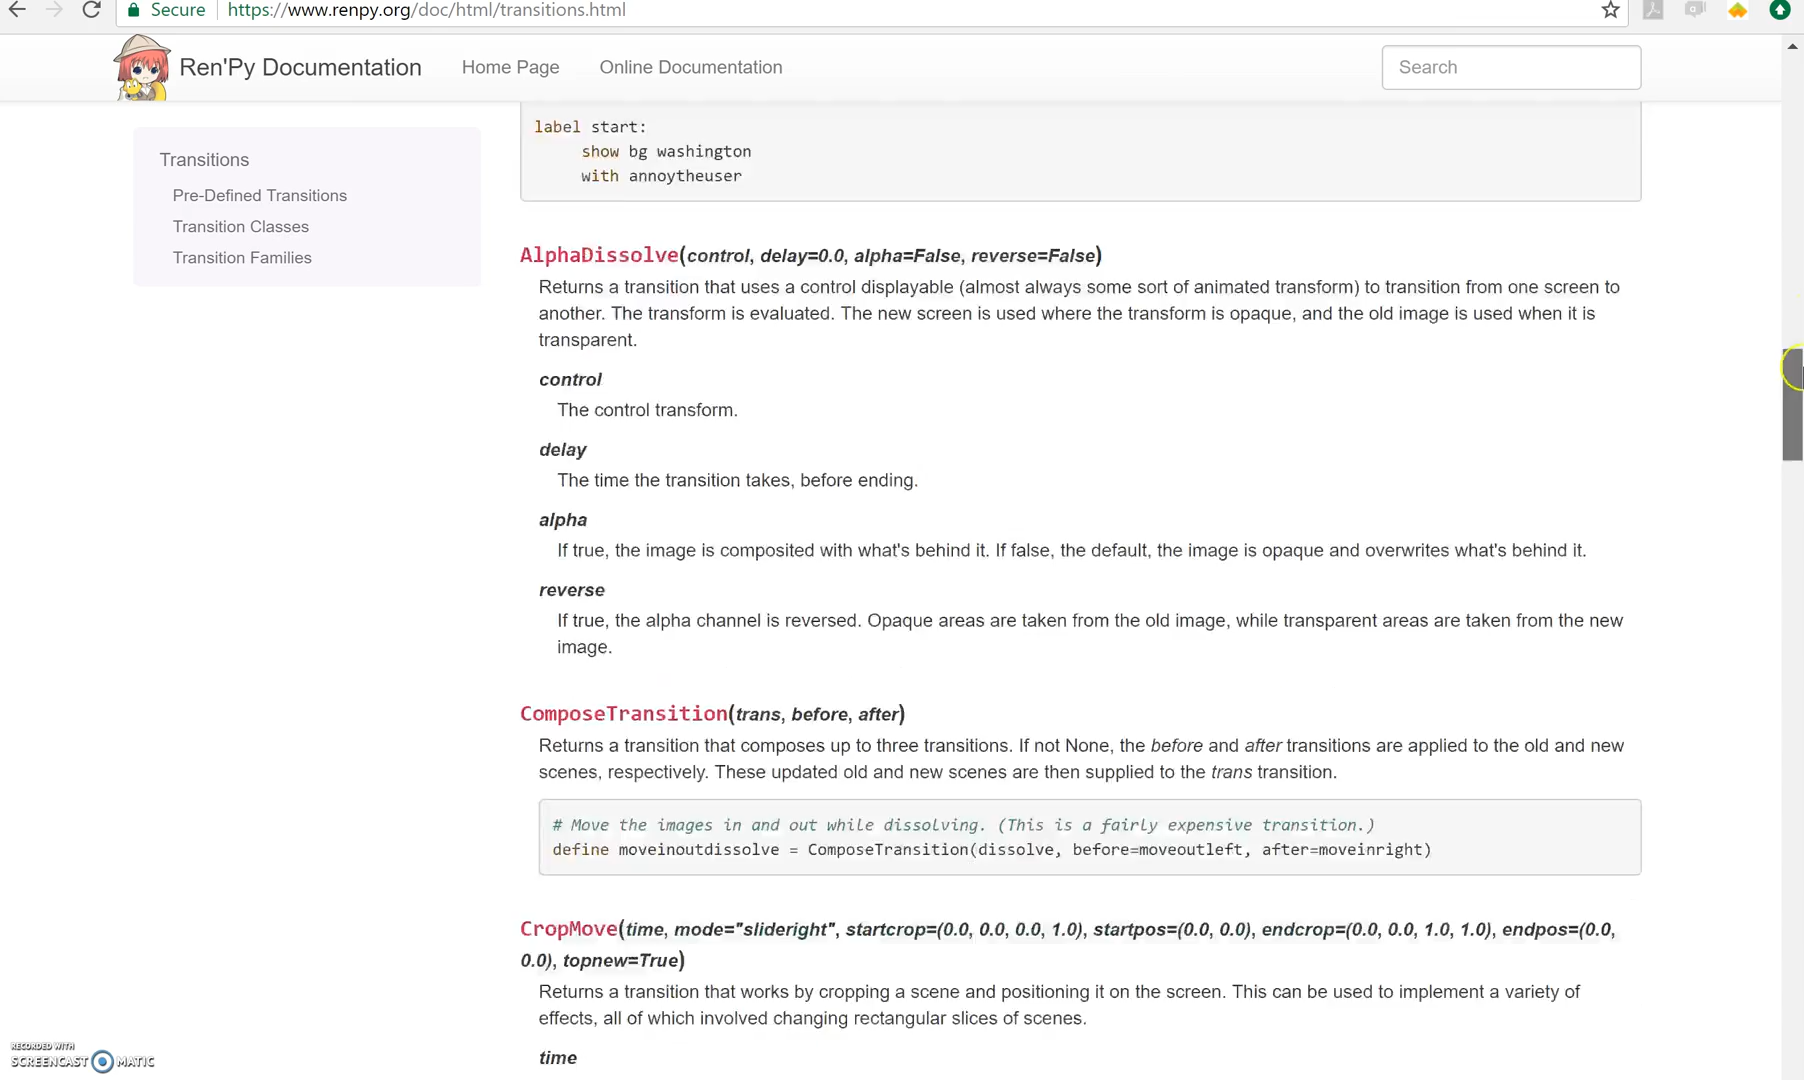 Secure https://www.renpy.org/doc/html/transitions.html
Ren'Py Documentation Home Page Online Documentation Search
Transitions
Pre-Defined Transitions
Transition Classes
Transition Families
label start:
show bg washington
with annoytheuser
AlphaDissolve(control, delay=0.0, alpha=False, reverse=False)
Returns a transition that uses a control displayable (almost always some sort of animated transform) to transition from one screen to
another. The transform is evaluated. The new screen is used where the transform is opaque, and the old image is used when it is
transparent.
control
The control transform.
delay
The time the transition takes, before ending.
alpha
If true, the image is composited with what's behind it. If false, the default, the image is opaque and overwrites what's behind it.
reverse
If true, the alpha channel is reversed. Opaque areas are taken from the old image, while transparent areas are taken from the new
image.
ComposeTransition(trans, before, after)
Returns a transition that composes up to three transitions. If not None, the before and after transitions are applied to the old and new
scenes, respectively. These updated old and new scenes are then supplied to the trans transition.
# Move the images in and out while dissolving. (This is a fairly expensive transition.)
define moveinoutdissolve = ComposeTransition(dissolve, before=moveoutleft, after=moveinright)
CropMove(time, mode="slideright", startcrop=(0.0, 0.0, 0.0, 1.0), startpos=(0.0, 0.0), endcrop=(0.0, 0.0, 1.0, 1.0), endpos=(0.0,
0.0), topnew=True)
Returns a transition that works by cropping a scene and positioning it on the screen. This can be used to implement a variety of
effects, all of which involved changing rectangular slices of scenes.
time
RECORDED WITH
SCREENCAST MATIC